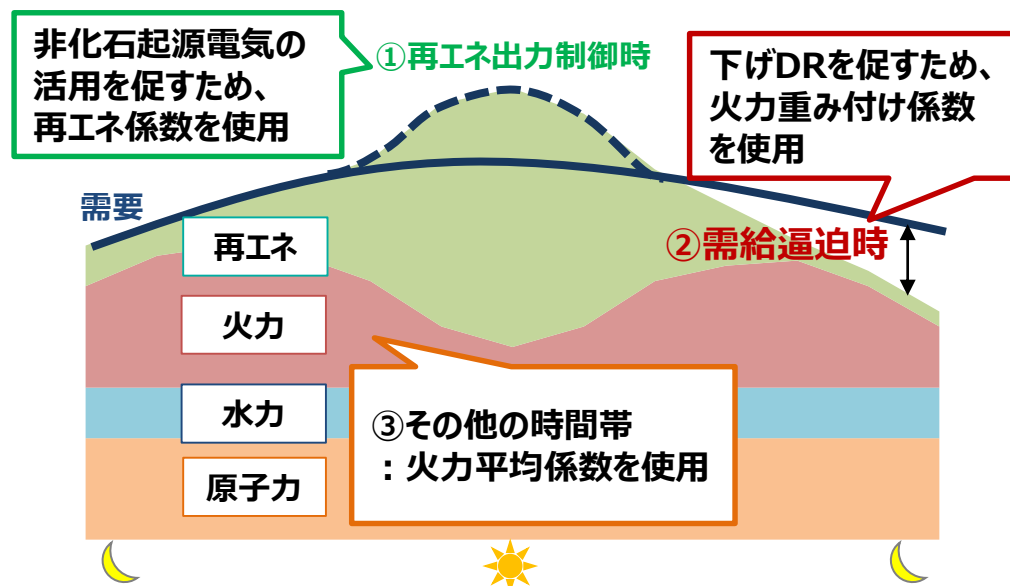 非化石起源電気の
活用を促すため、
再エネ係数を使用
①再エネ出力制御時
下げDRを促すため、
火力重み付け係数
を使用
需要
②需給逼迫時
再エネ
火力
水力
原子力
③その他の時間帯
：火力平均係数を使用